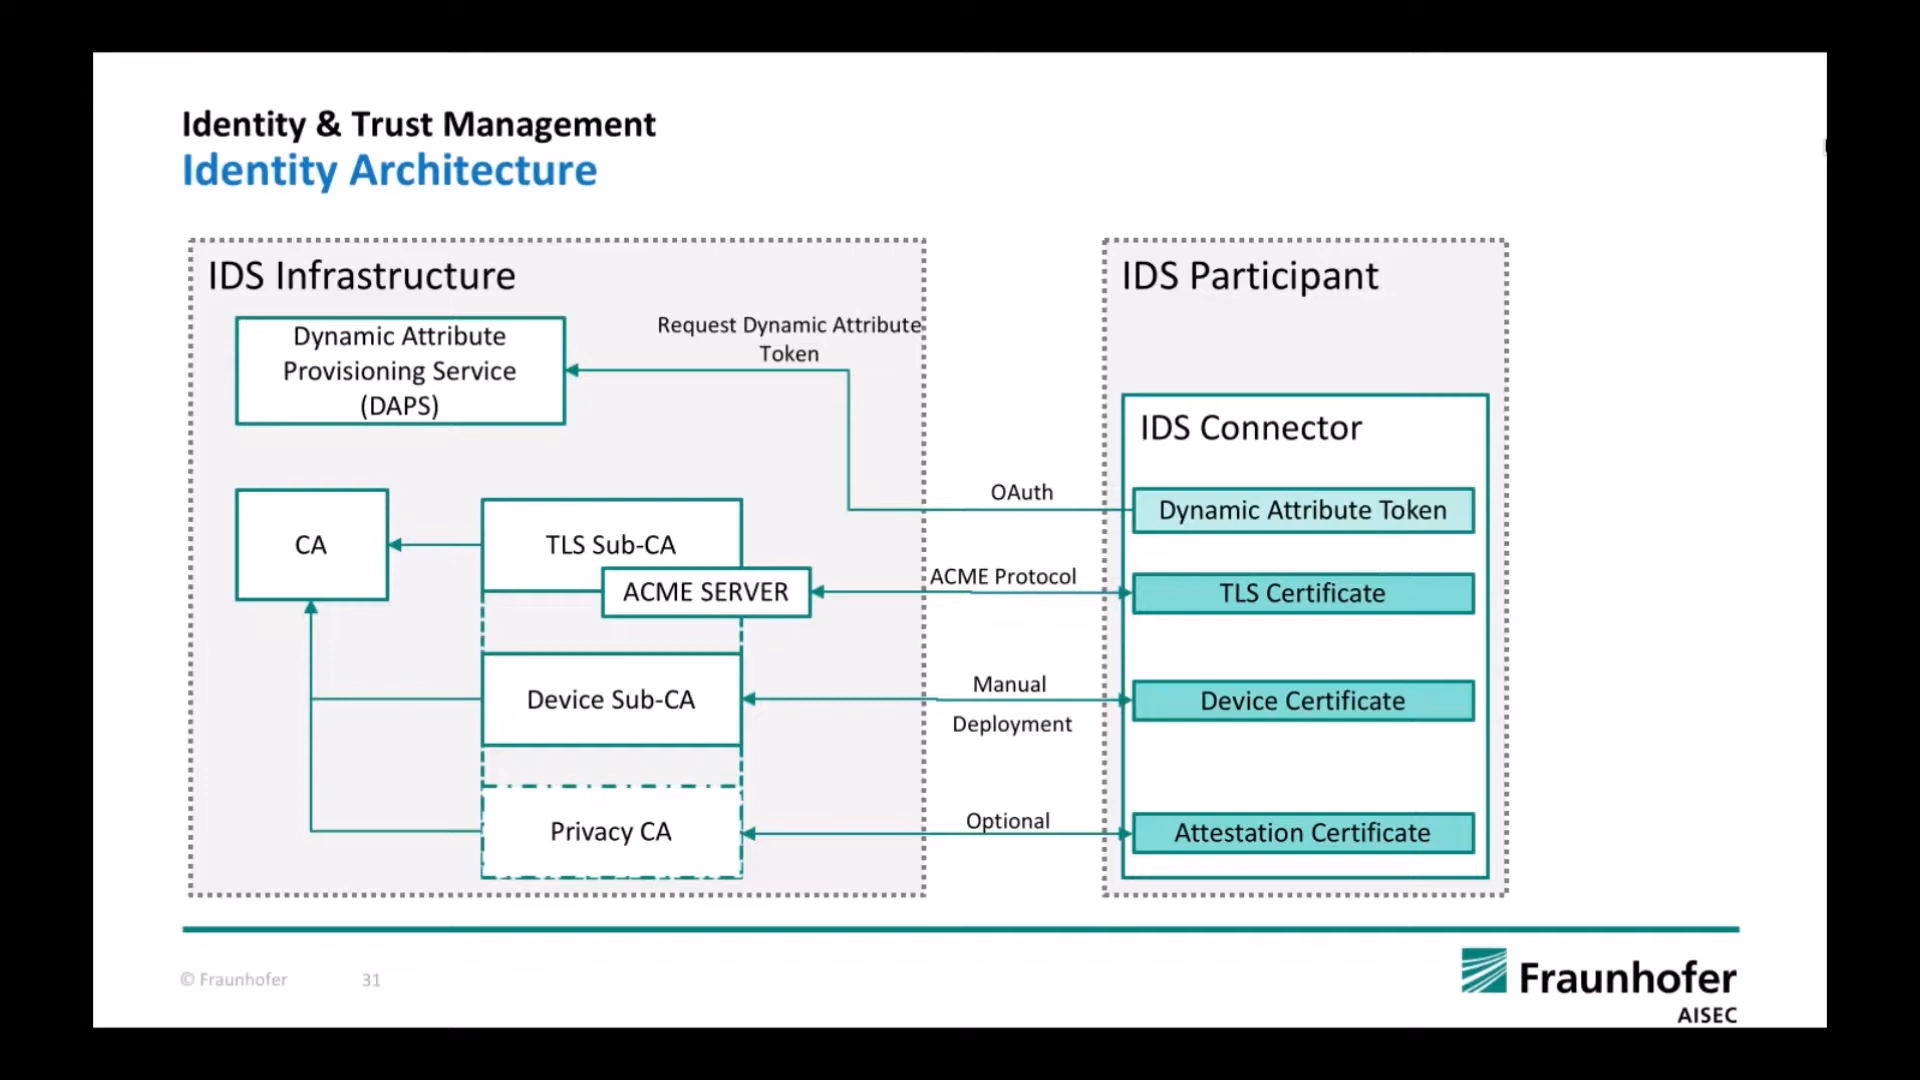 Identity & Trust Management
Identity Architecture
IDS Infrastructure
Dynamic Attribute
Provisioning Service
(DAPS)
Request Dynamic Attribute
Token
CA
TLS Sub-CA
ACME SERVER
Device Sub-CA
Privacy CA
OAuth
ACME Protocol
Manual
Deployment
Optional
IDS Participant
IDS Connector
Dynamic Attribute Token
TLS Certificate
Device Certificate
Attestation Certificate
© Fraunhofer
31
Fraunhofer
AISEC